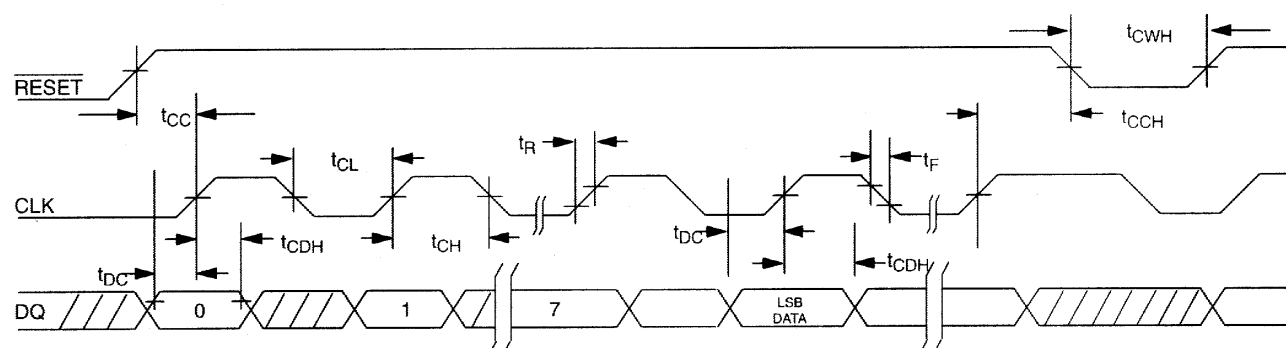 tCWH
RESET
tCC
tCCH
tR
tF
tCL
CLK
tCDH
tCH
tDC
tDC
tCDH
DQ
0
1
7
LSB
DATA